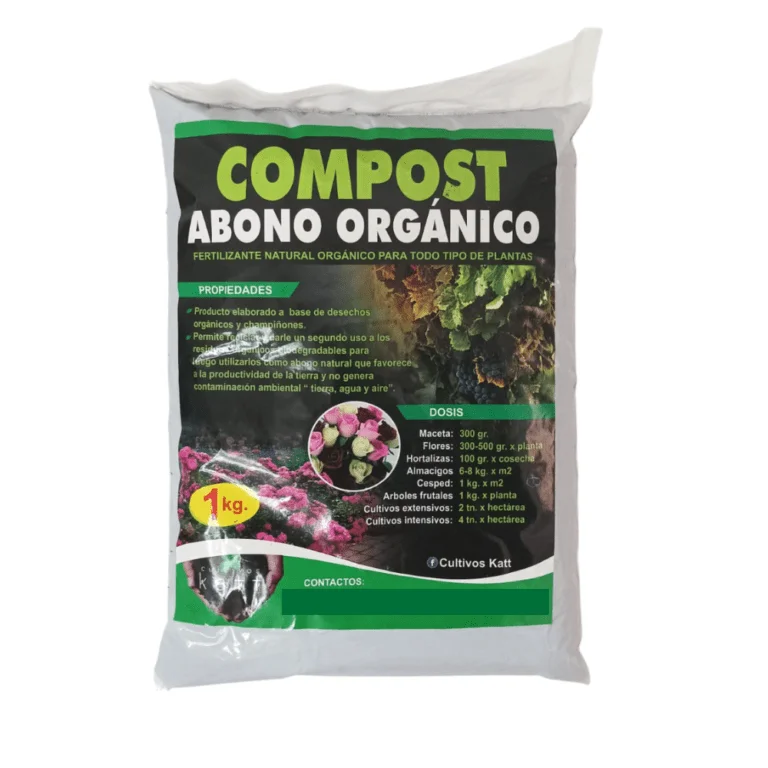 COMPOST
ABONO ORGÁNICO
FERTILIZANTE NATURAL ORGÁNICO PARA TODO TIPO DE PLANTAS
PROPIEDADES
Producto elaborado a base de desechos
orgánicos y champiñones.
Permite reciclar, darle un segundo uso a los
residuos orgánicos biodegradables para
luego utilizarlos como abono natural que favorece
a la productividad de la tierra y no genera
contaminación ambiental “ tierra, agua y aire”.
DOSIS
Maceta: 300 gr.
Flores: 300-500 gr. x planta
Hortalizas: 100 gr. x cosecha
Almacigos 6-8 kg. x m2
Cesped: 1 kg. x m2
Arboles frutales 1 kg. x planta
Cultivos extensivos: 2 tn. x hectárea
Cultivos intensivos: 4 tn. x hectárea
1kg.
Cultivos Katt
katt
CONTACTOS: